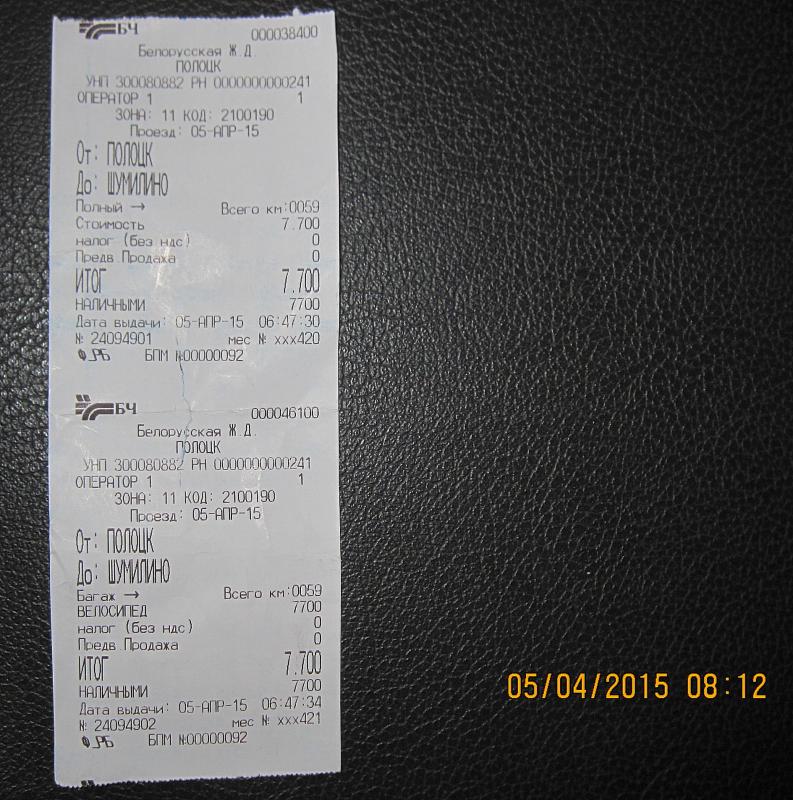 БЧ 000038400
Белорусская Ж.Д.
ПОЛОЦК
УНП 300080882 РН 0000000000241
ОПЕРАТОР 1 1
ЗОНА: 11 КОД: 2100190
Проезд: 05-АПР-15
От: ПОЛОЦК
До: ШУМИЛИНО
Полный → Всего км:0059
Стоимость 7.700
налог (без ндс) 0
Предв.Продажа 0
ИТОГ 7.700
НАЛИЧНЫМИ 7700
Дата выдачи: 05-АПР-15 06:47:30
№ 24094901 мес № xxx420
РБ БПМ №00000092
БЧ 000046100
Белорусская Ж.Д.
ПОЛОЦК
УНП 300080882 РН 0000000000241
ОПЕРАТОР 1 1
ЗОНА: 11 КОД: 2100190
Проезд: 05-АПР-15
От: ПОЛОЦК
До: ШУМИЛИНО
Багаж → Всего км:0059
ВЕЛОСИПЕД 7700
налог (без ндс) 0
Предв.Продажа 0
ИТОГ 7.700
НАЛИЧНЫМИ 7700
Дата выдачи: 05-АПР-15 06:47:34
№ 24094902 мес № xxx421
РБ БПМ №00000092
05/04/2015 08:12